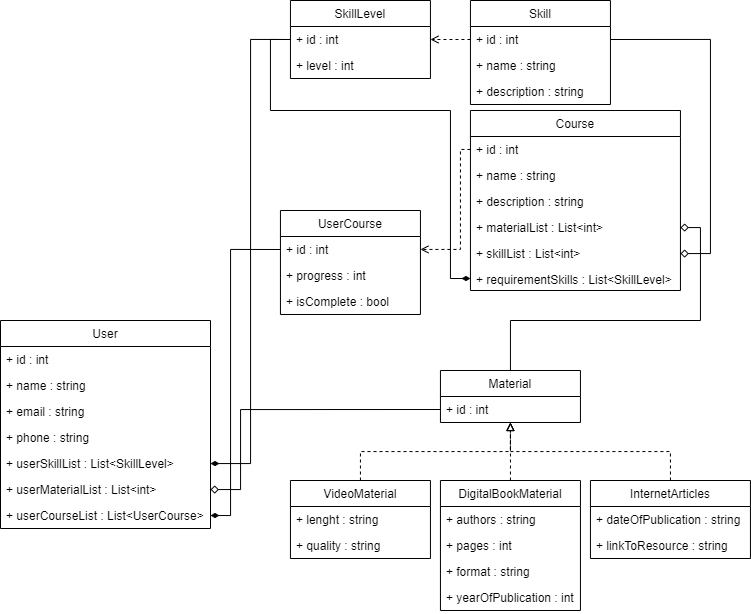 SkillLevel
+ id : int
+ level : int
Skill
+ id : int
+ name : string
+ description : string
Course
+ id : int
+ name : string
+ description : string
+ materialList : List<int>
+ skillList : List<int>
+ requirementSkills : List<SkillLevel>
UserCourse
+ id : int
+ progress : int
+ isComplete : bool
User
+ id : int
+ name : string
+ email : string
+ phone : string
+ userSkillList : List<SkillLevel>
+ userMaterialList : List<int>
+ userCourseList : List<UserCourse>
Material
+ id : int
VideoMaterial
+ lenght : string
+ quality : string
DigitalBookMaterial
+ authors : string
+ pages : int
+ format : string
+ yearOfPublication : int
InternetArticles
+ dateOfPublication : string
+ linkToResource : string